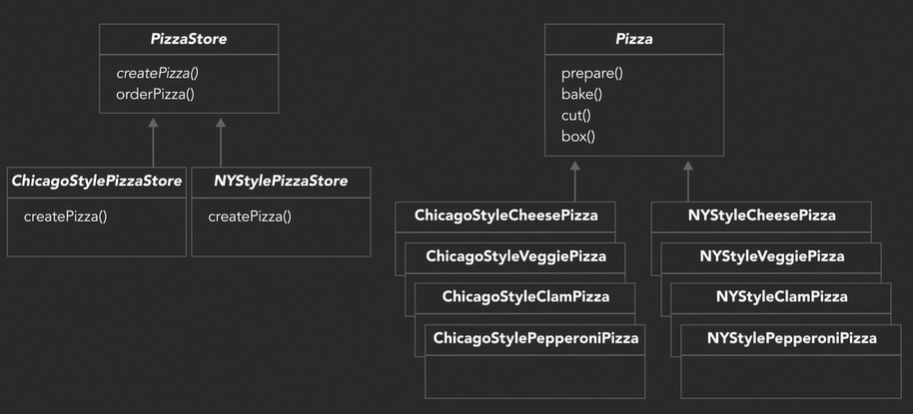 PizzaStore
createPizza()
orderPizza()
ChicagoStylePizzaStore
createPizza()
NYStylePizzaStore
createPizza()
Pizza
prepare()
bake()
cut()
box()
ChicagoStyleCheesePizza
ChicagoStyleVeggiePizza
ChicagoStyleClamPizza
ChicagoStylePepperoniPizza
NYStyleCheesePizza
NYStyleVeggiePizza
NYStyleClamPizza
NYStylePepperoniPizza